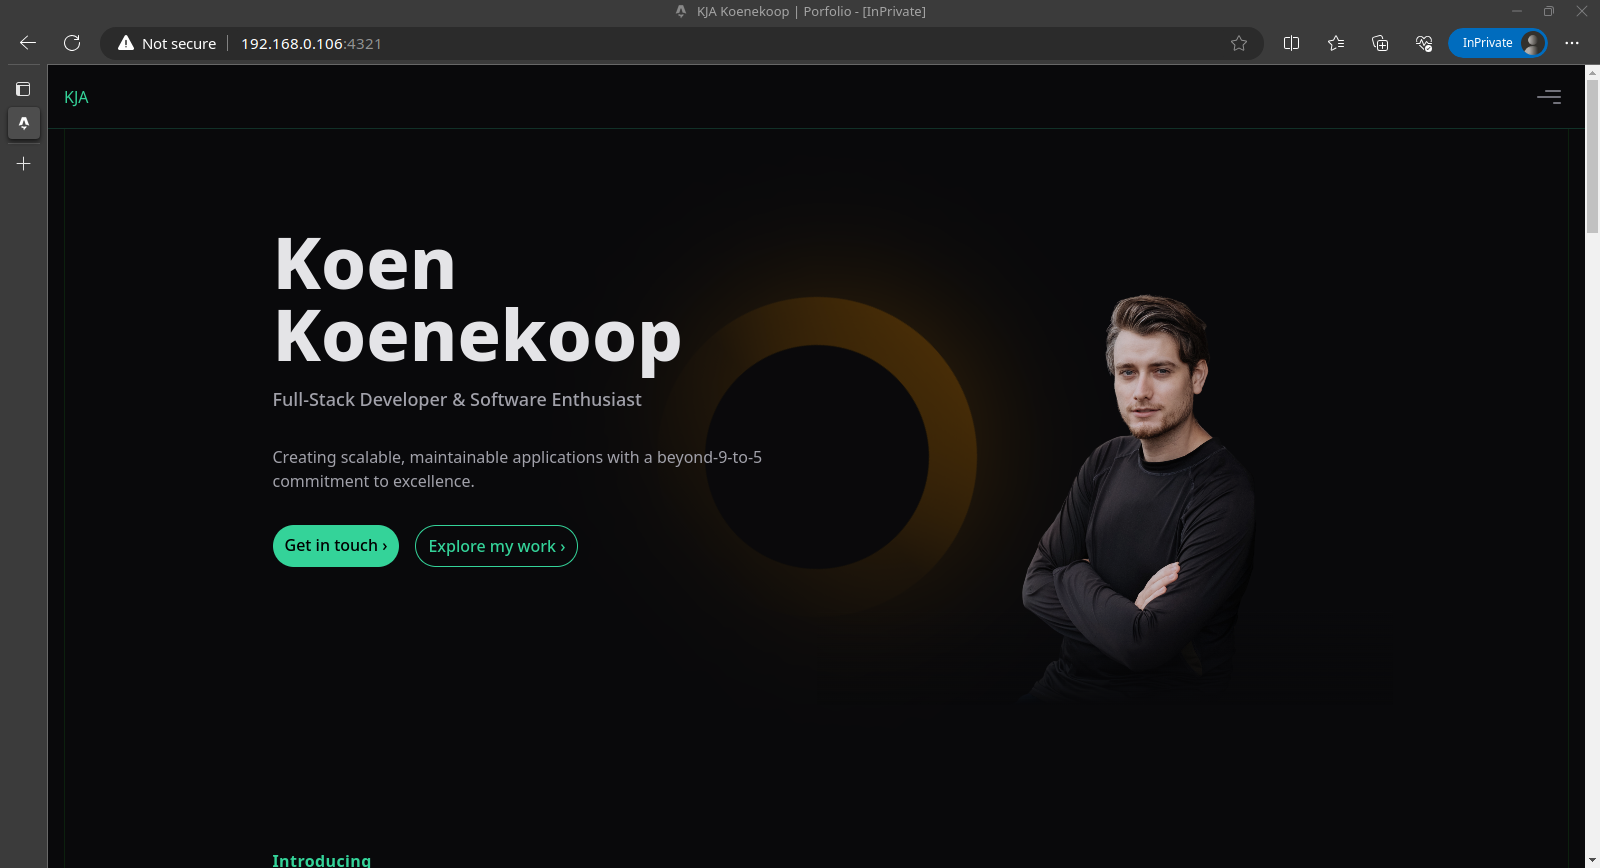 KJA Koenekoop | Porfolio - [InPrivate]
Not secure
192.168.0.106:4321
InPrivate
KJA
Koen
Koenekoop
Full-Stack Developer & Software Enthusiast
Creating scalable, maintainable applications with a beyond-9-to-5
commitment to excellence.
Get in touch ›
Explore my work ›
Introducing